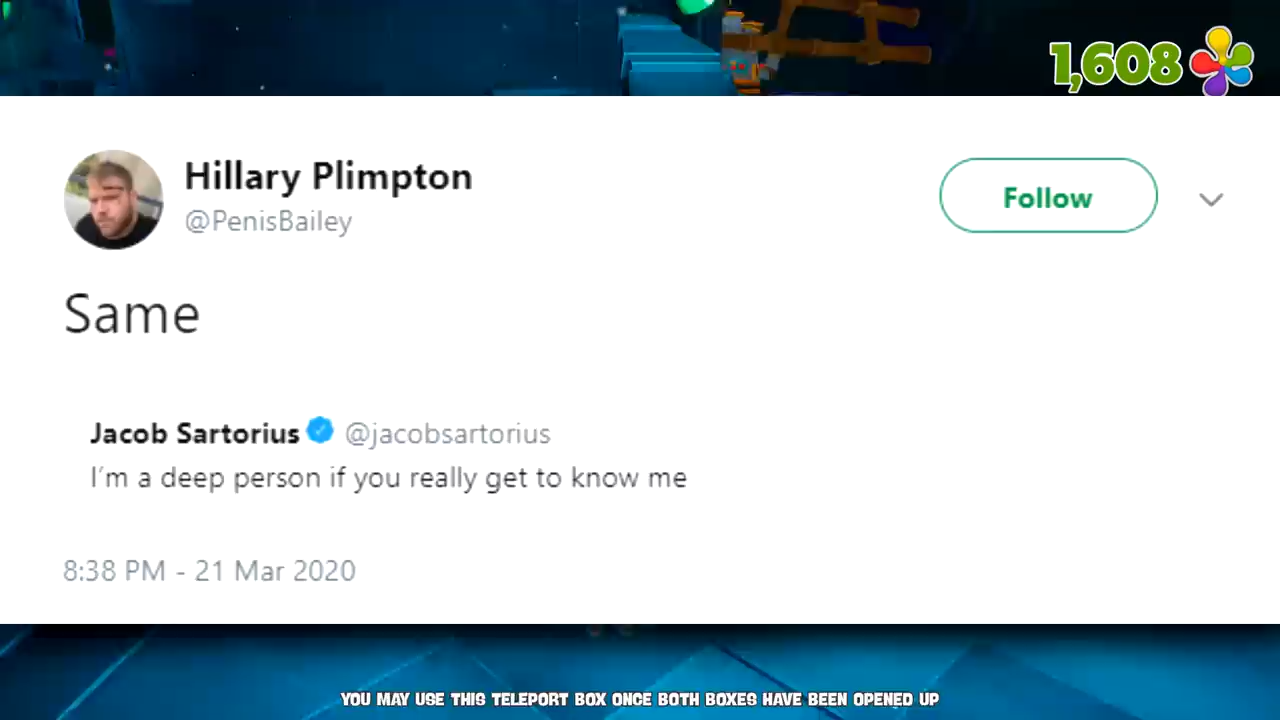 1,608
Hillary Plimpton
@PenisBailey
Follow
Same
Jacob Sartorius @jacobsartorius
I'm a deep person if you really get to know me
8:38 PM - 21 Mar 2020
YOU MAY USE THIS TELEPORT BOX ONCE BOTH BOXES HAVE BEEN OPENED UP